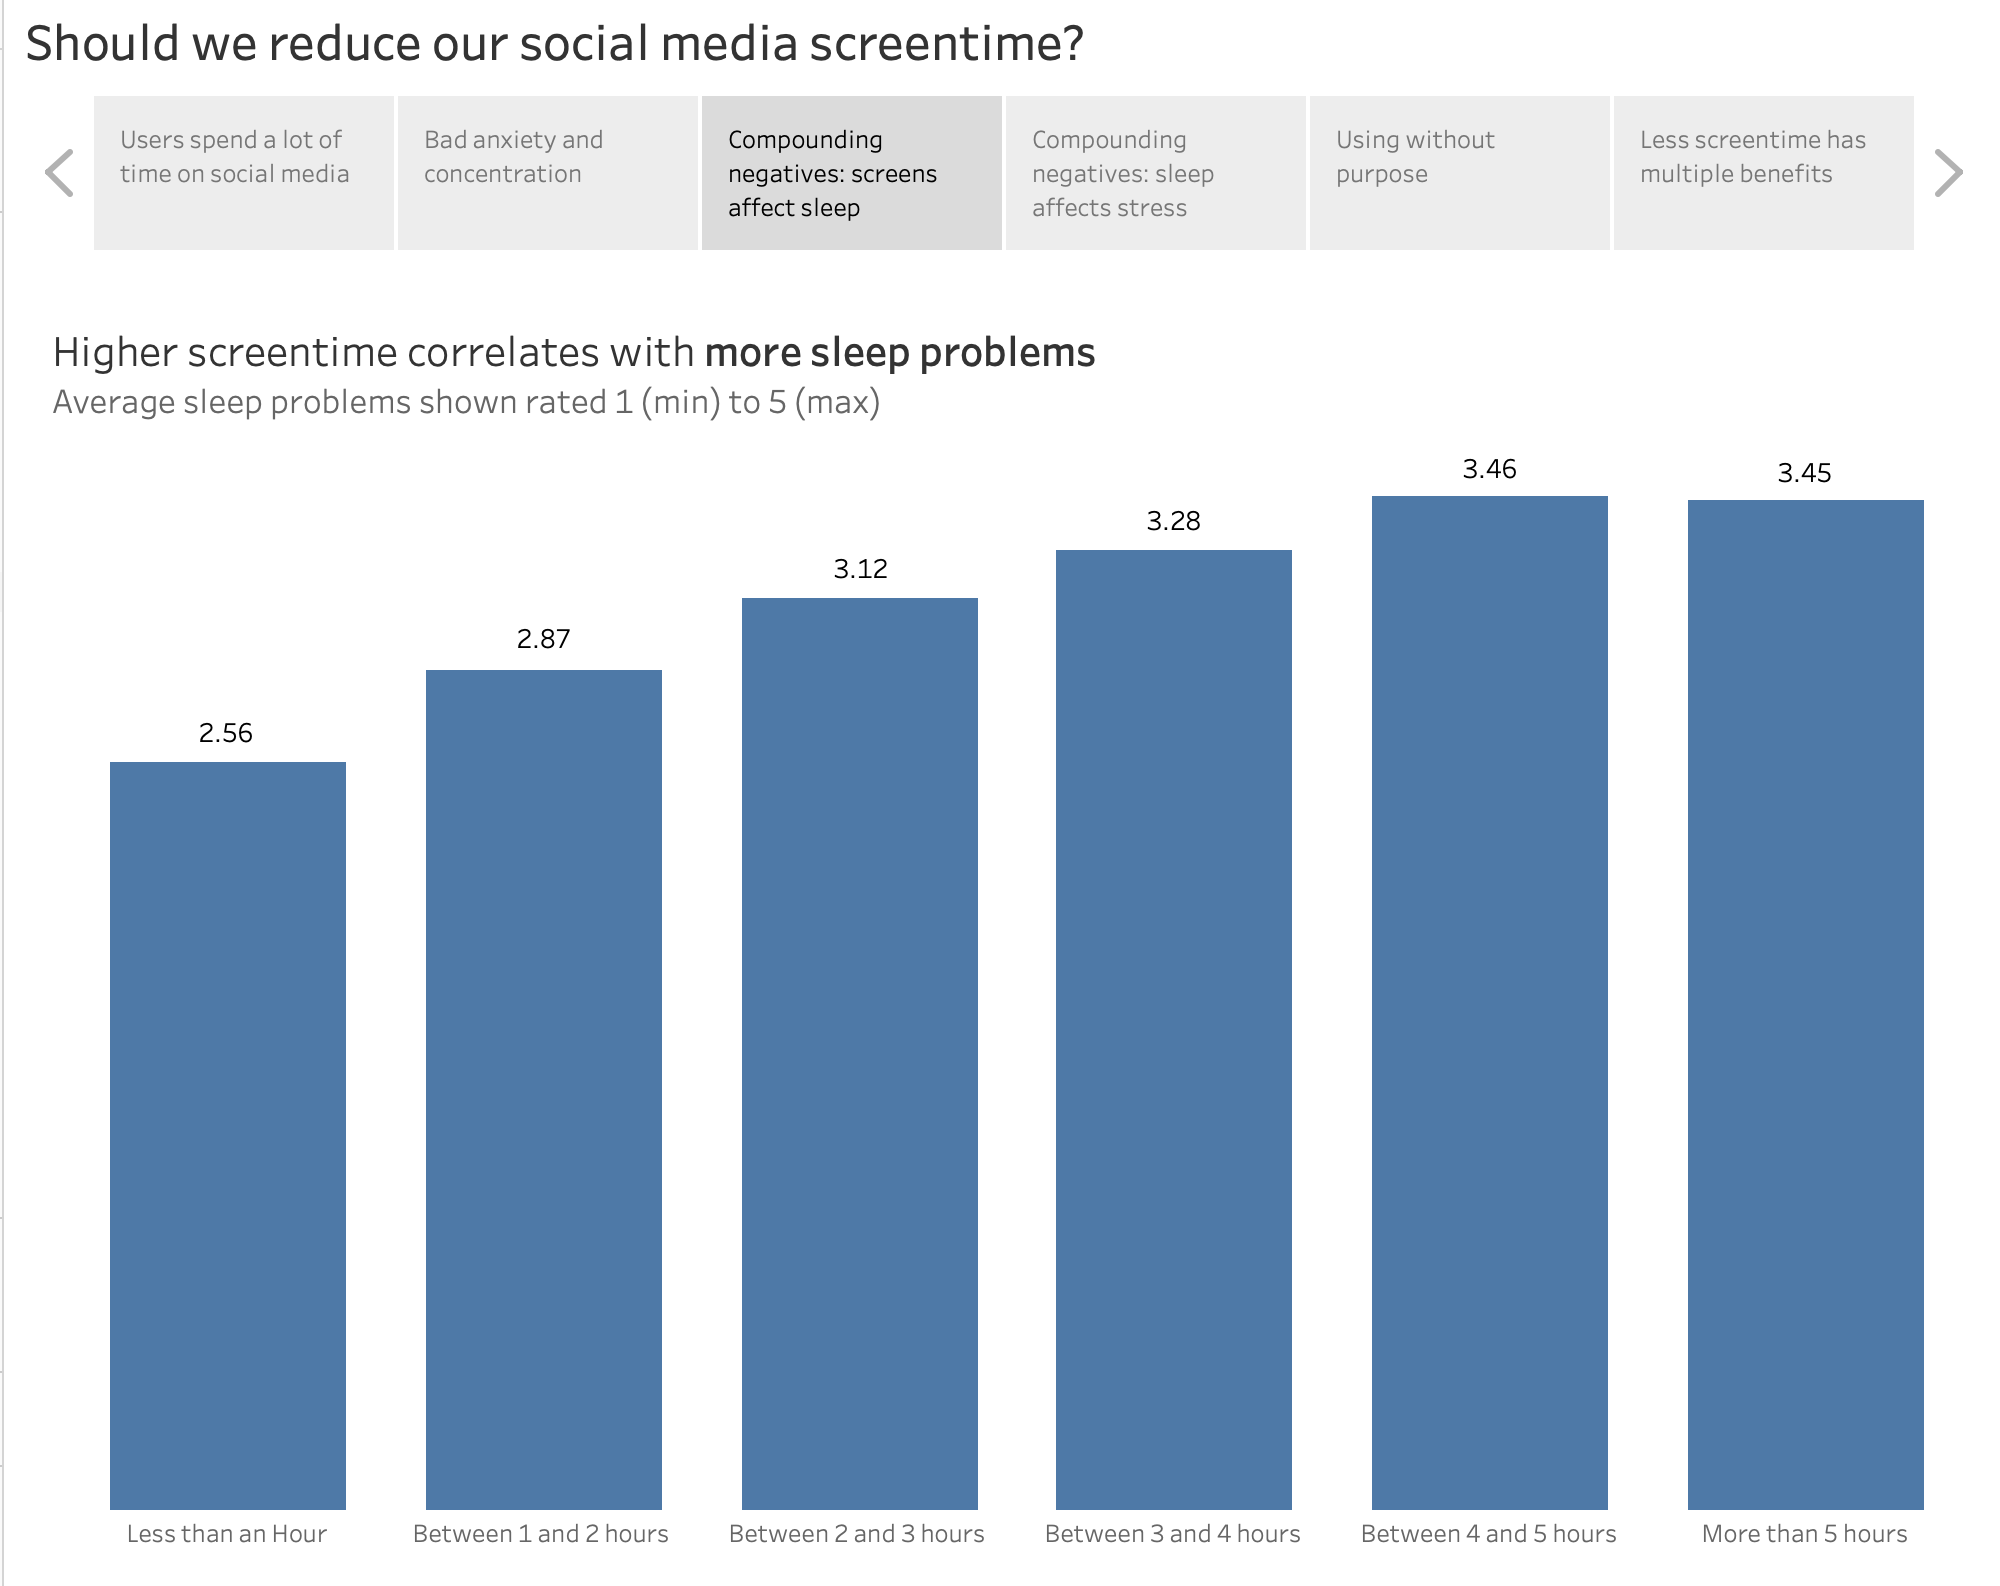 Should we reduce our social media screentime?
Users spend a lot of
time on social media
Bad anxiety and
concentration
Compounding
negatives: screens
affect sleep
Compounding
negatives: sleep
affects stress
Using without
purpose
Less screentime has
multiple benefits
Higher screentime correlates with more sleep problems
Average sleep problems shown rated 1 (min) to 5 (max)
2.56
2.87
3.12
3.28
3.46
3.45
Less than an Hour
Between 1 and 2 hours
Between 2 and 3 hours
Between 3 and 4 hours
Between 4 and 5 hours
More than 5 hours